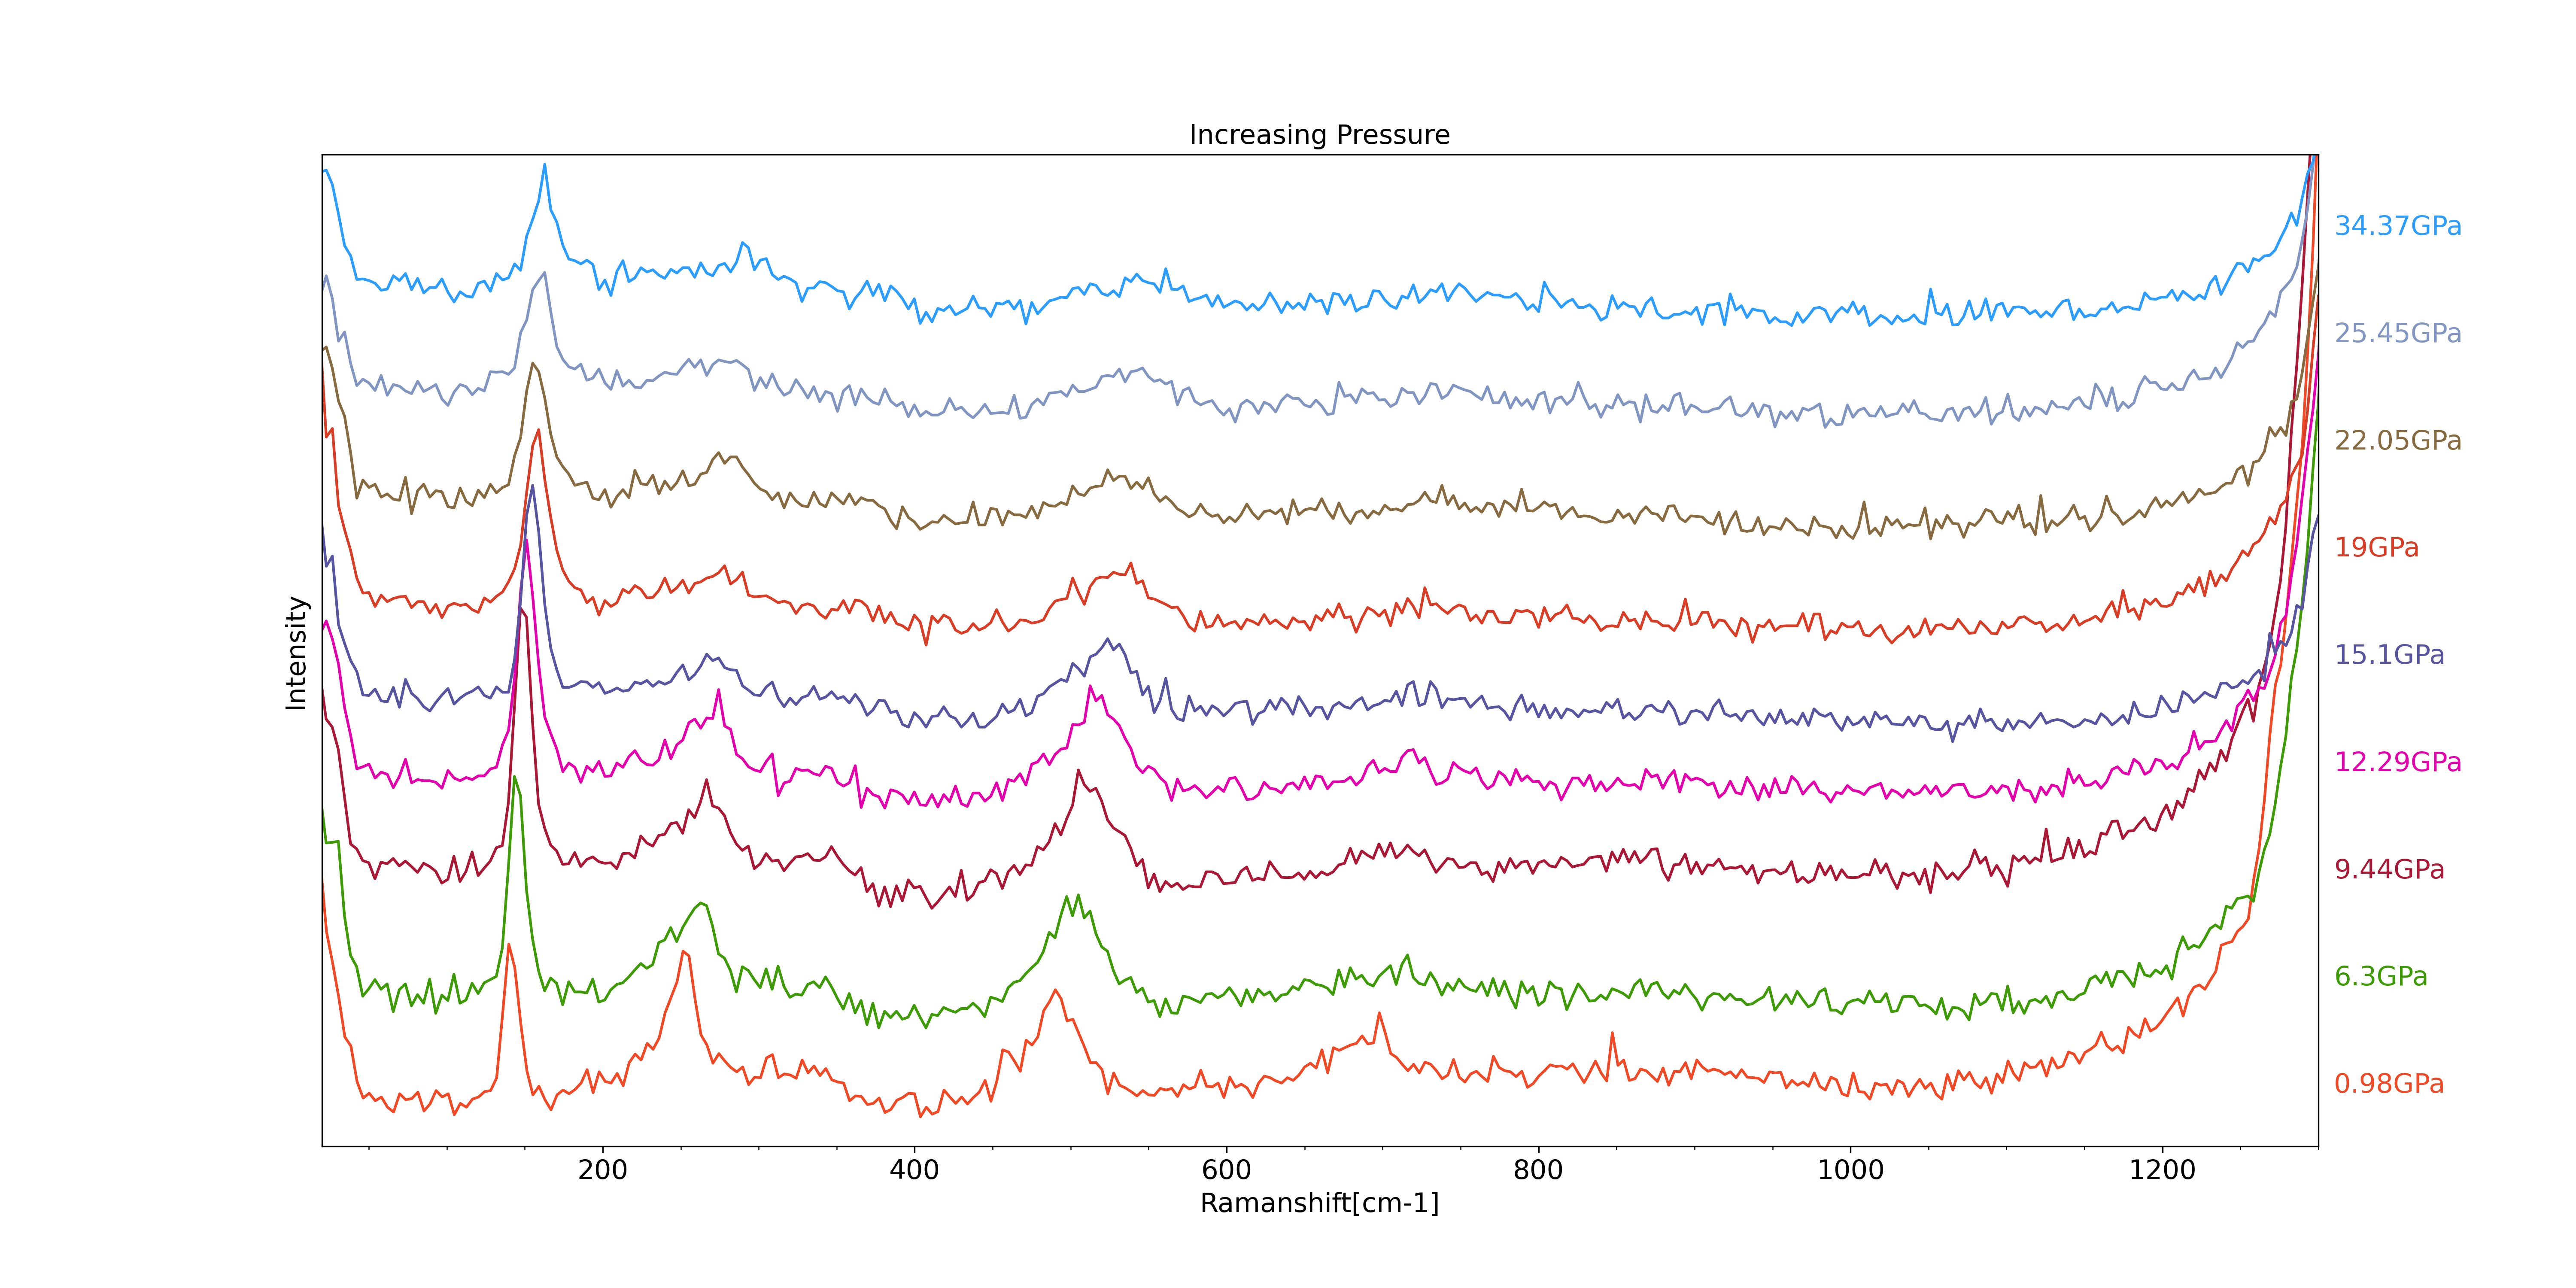 Increasing Pressure
34.37GPa
25.45GPa
22.05GPa
19GPa
15.1GPa
12.29GPa
9.44GPa
6.3GPa
0.98GPa
Intensity
200 400 600 800 1000 1200
Ramanshift[cm-1]